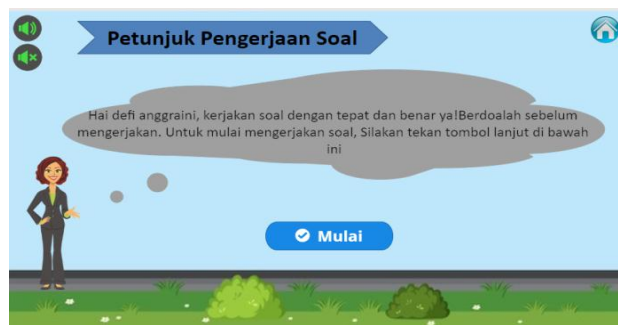 Petunjuk Pengerjaan Soal
Hai defi anggraini, kerjakan soal dengan tepat dan benar ya!Berdoalah sebelum
mengerjakan. Untuk mulai mengerjakan soal, Silakan tekan tombol lanjut di bawah
ini
Mulai